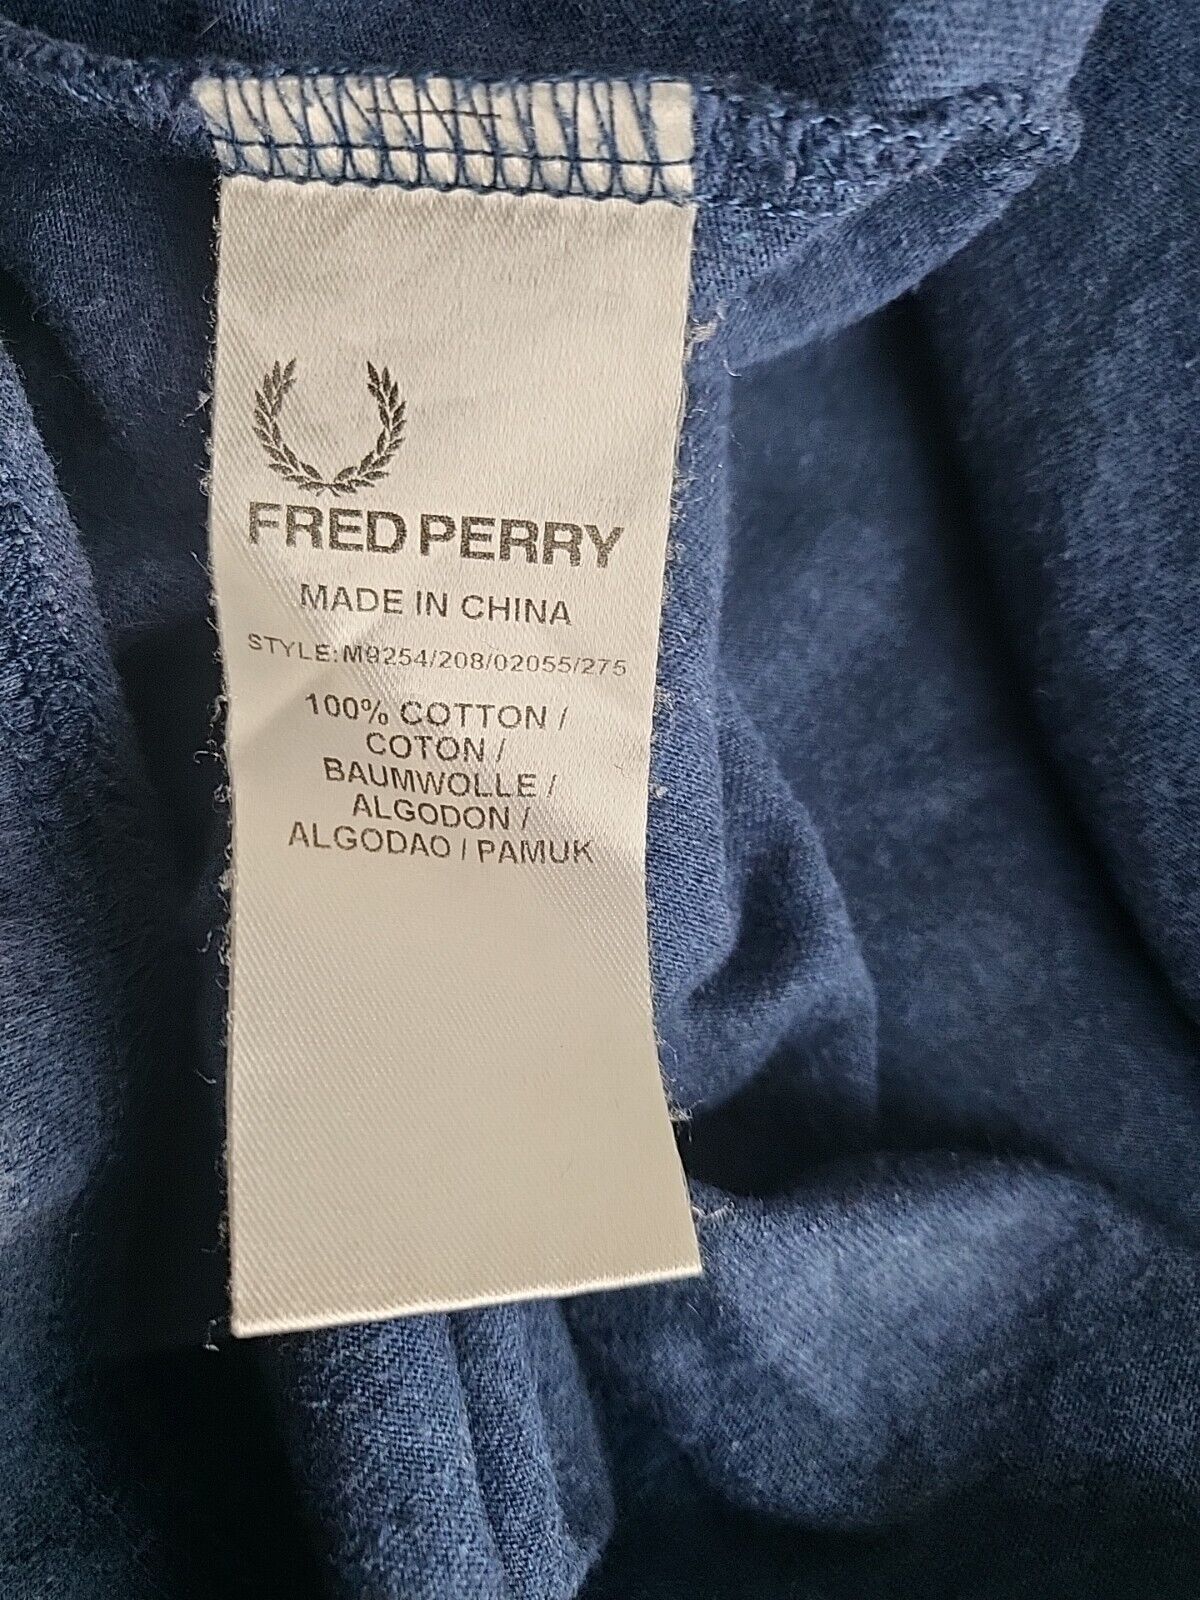 FRED PERRY
MADE IN CHINA
STYLE:M9254/208/02055/275
100% COTTON /
COTON /
BAUMWOLLE /
ALGODON /
ALGODAO / PAMUK